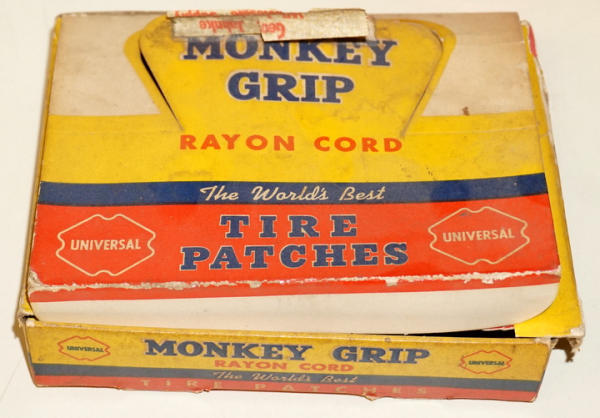 MONKEY
GRIP
RAYON CORD
The World's Best
TIRE
PATCHES
UNIVERSAL
UNIVERSAL
UNIVERSAL
MONKEY GRIP
RAYON CORD
The World's Best
TIRE PATCHES
UNIVERSAL